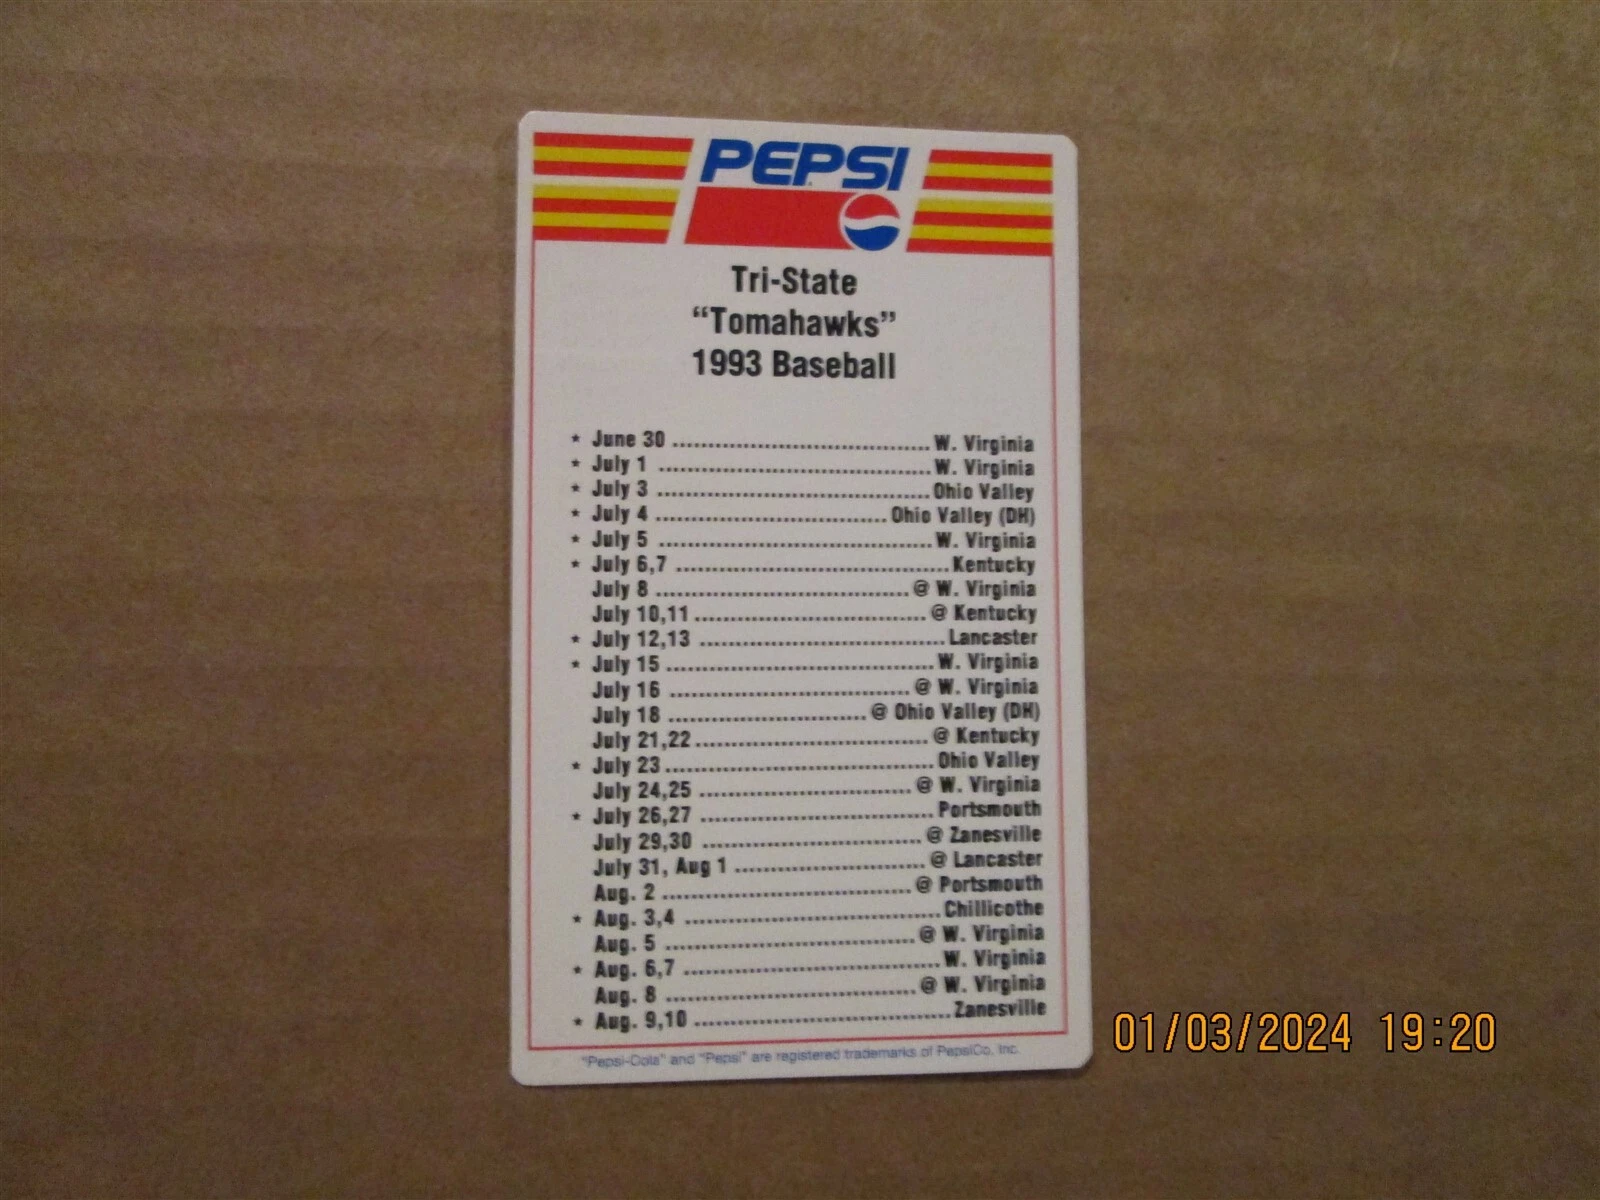 PEPSI
Tri-State
“Tomahawks”
1993 Baseball
* June 30 ............................ W. Virginia
* July 1 ............................ W. Virginia
* July 3 ............................ Ohio Valley
* July 4 ............................ Ohio Valley (DH)
* July 5 ............................ W. Virginia
* July 6,7 ............................ Kentucky
July 8 ............................ @ W. Virginia
July 10,11 ............................ @ Kentucky
* July 12,13 ............................ Lancaster
* July 15 ............................ W. Virginia
July 16 ............................ @ W. Virginia
July 18 ............................ @ Ohio Valley (DH)
July 21,22 ............................ @ Kentucky
* July 23 ............................ Ohio Valley
July 24,25 ............................ @ W. Virginia
* July 26,27 ............................ Portsmouth
July 29,30 ............................ @ Zanesville
July 31, Aug 1 ............................ @ Lancaster
Aug. 2 ............................ @ Portsmouth
* Aug. 3,4 ............................ Chillicothe
Aug. 5 ............................ @ W. Virginia
* Aug. 6,7 ............................ W. Virginia
Aug. 8 ............................ @ W. Virginia
* Aug. 9,10 ............................ Zanesville
"Pepsi-Cola" and "Pepsi" are registered trademarks of PepsiCo, Inc.
01/03/2024 19:20